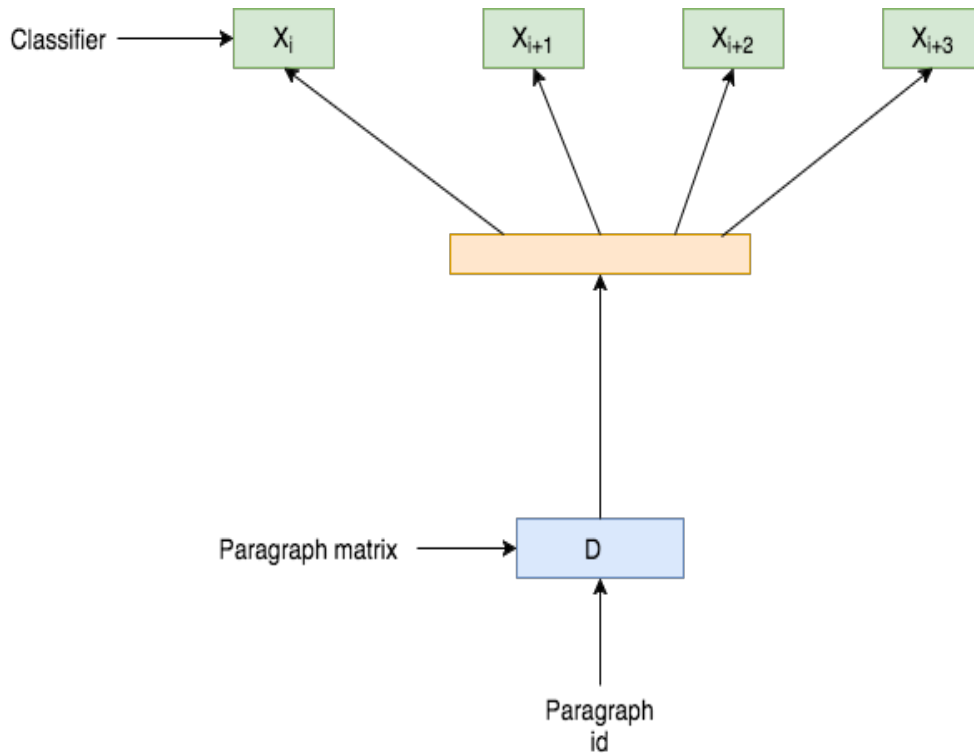 Classifier
Xi
Xi+1
Xi+2
Xi+3
Paragraph matrix
D
Paragraph
id